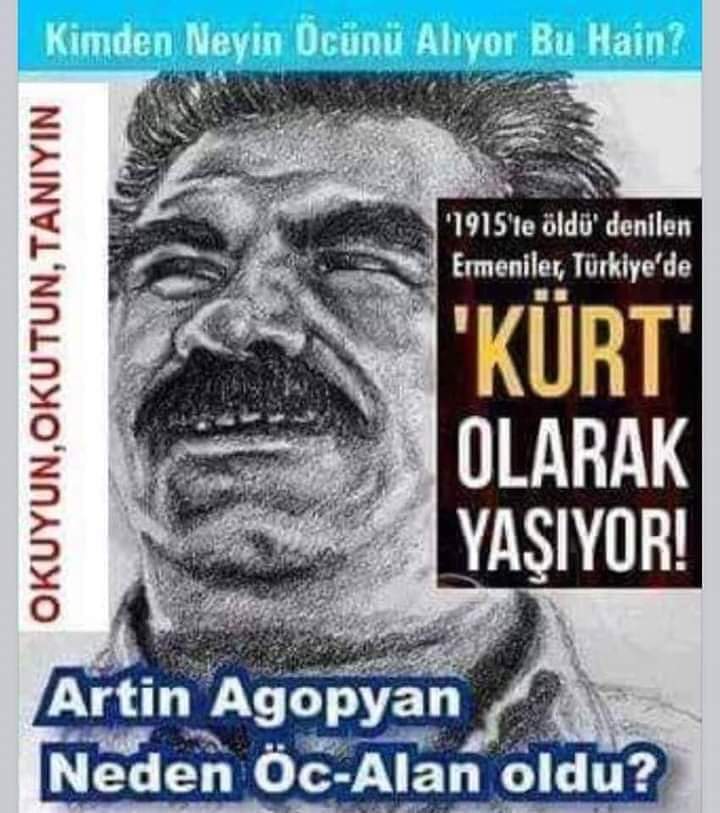 Kimden Neyin Öcünü Alıyor Bu Hain?
OKUYUN,OKUTUN,TANIYIN
'1915'te öldü' denilen
Ermeniler, Türkiye'de
'KÜRT'
OLARAK
YAŞIYOR!
Artin Agopyan
Neden Öc-Alan oldu?